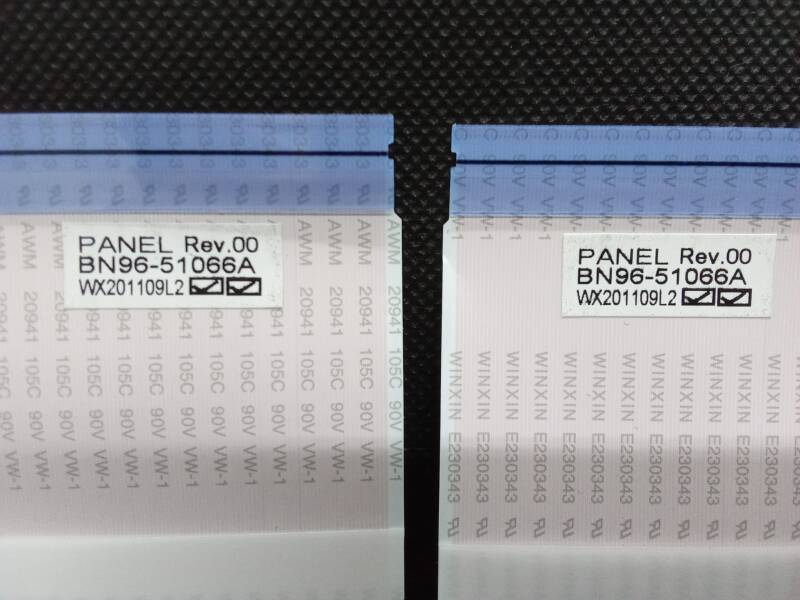 PANEL Rev.00
BN96-51066A
WX201109L2
PANEL Rev.00
BN96-51066A
WX201109L2
AWM 20941 105C 90V VW-1
WINXIN E230343